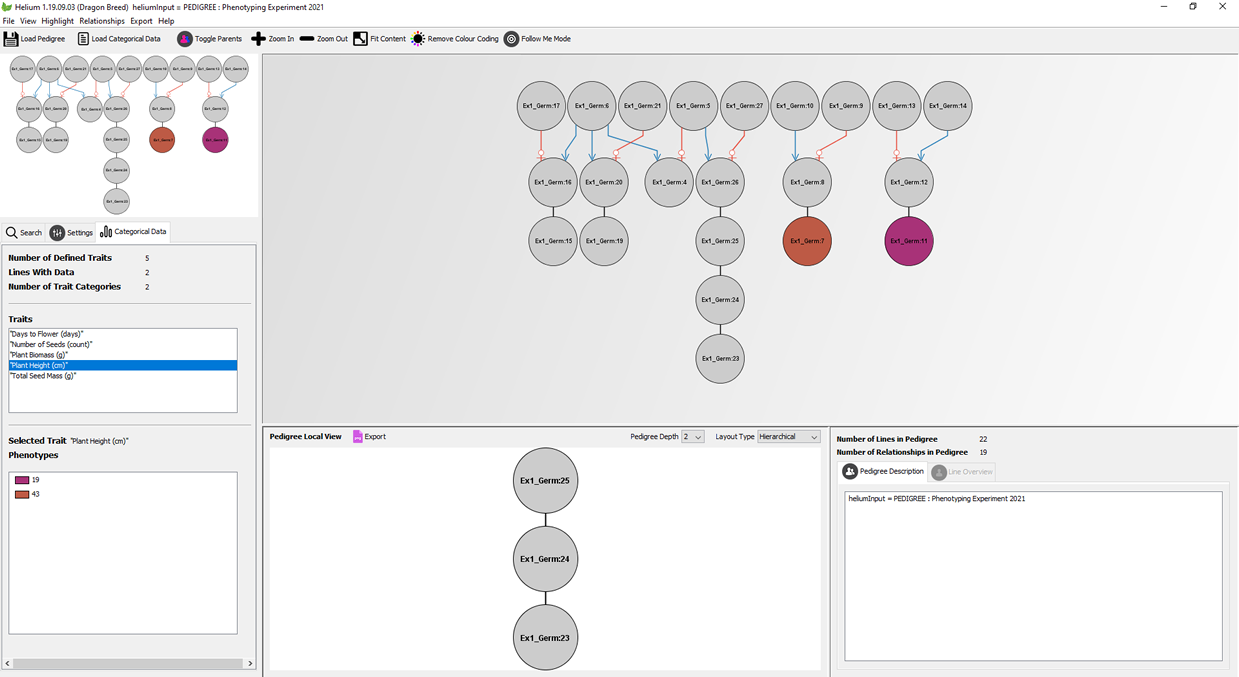 Helium 1.19.09.03 (Dragon Breed) heliumInput = PEDIGREE : Phenotyping Experiment 2021
File View Highlight Relationships Export Help
Load Pedigree Load Categorical Data Toggle Parents Zoom In Zoom Out Fit Content Remove Colour Coding Follow Me Mode
Ex1_Germ:17 Ex1_Germ:6 Ex1_Germ:21 Ex1_Germ:5 Ex1_Germ:27 Ex1_Germ:10 Ex1_Germ:9 Ex1_Germ:13 Ex1_Germ:14
Ex1_Germ:16 Ex1_Germ:20 Ex1_Germ:4 Ex1_Germ:26 Ex1_Germ:8 Ex1_Germ:12
Ex1_Germ:15 Ex1_Germ:19 Ex1_Germ:25 Ex1_Germ:7 Ex1_Germ:11
Ex1_Germ:24
Ex1_Germ:23
Search Settings Categorical Data
Number of Defined Traits 5
Lines With Data 2
Number of Trait Categories 2
Traits
"Days to Flower (days)"
"Number of Seeds (count)"
"Plant Biomass (g)"
"Plant Height (cm)"
"Total Seed Mass (g)"
Selected Trait "Plant Height (cm)"
Phenotypes
19
43
Pedigree Local View Export Pedigree Depth 2 Layout Type Hierarchical
Ex1_Germ:25
Ex1_Germ:24
Ex1_Germ:23
Number of Lines in Pedigree 22
Number of Relationships in Pedigree 19
Pedigree Description Line Overview
heliumInput = PEDIGREE : Phenotyping Experiment 2021